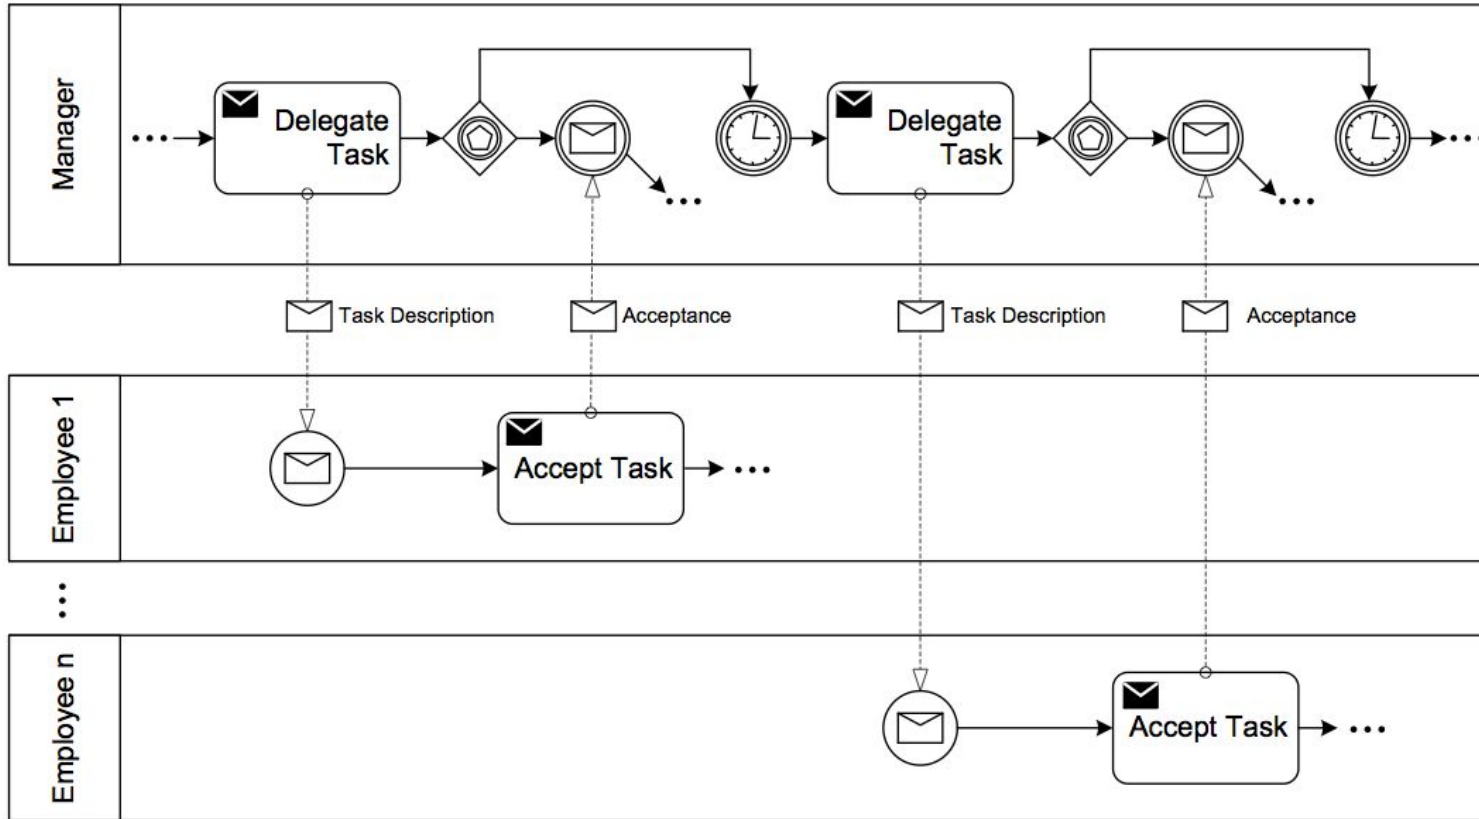 Manager
Delegate
Task
Delegate
Task
Task Description
Acceptance
Task Description
Acceptance
Employee 1
Accept Task
Employee n
Accept Task